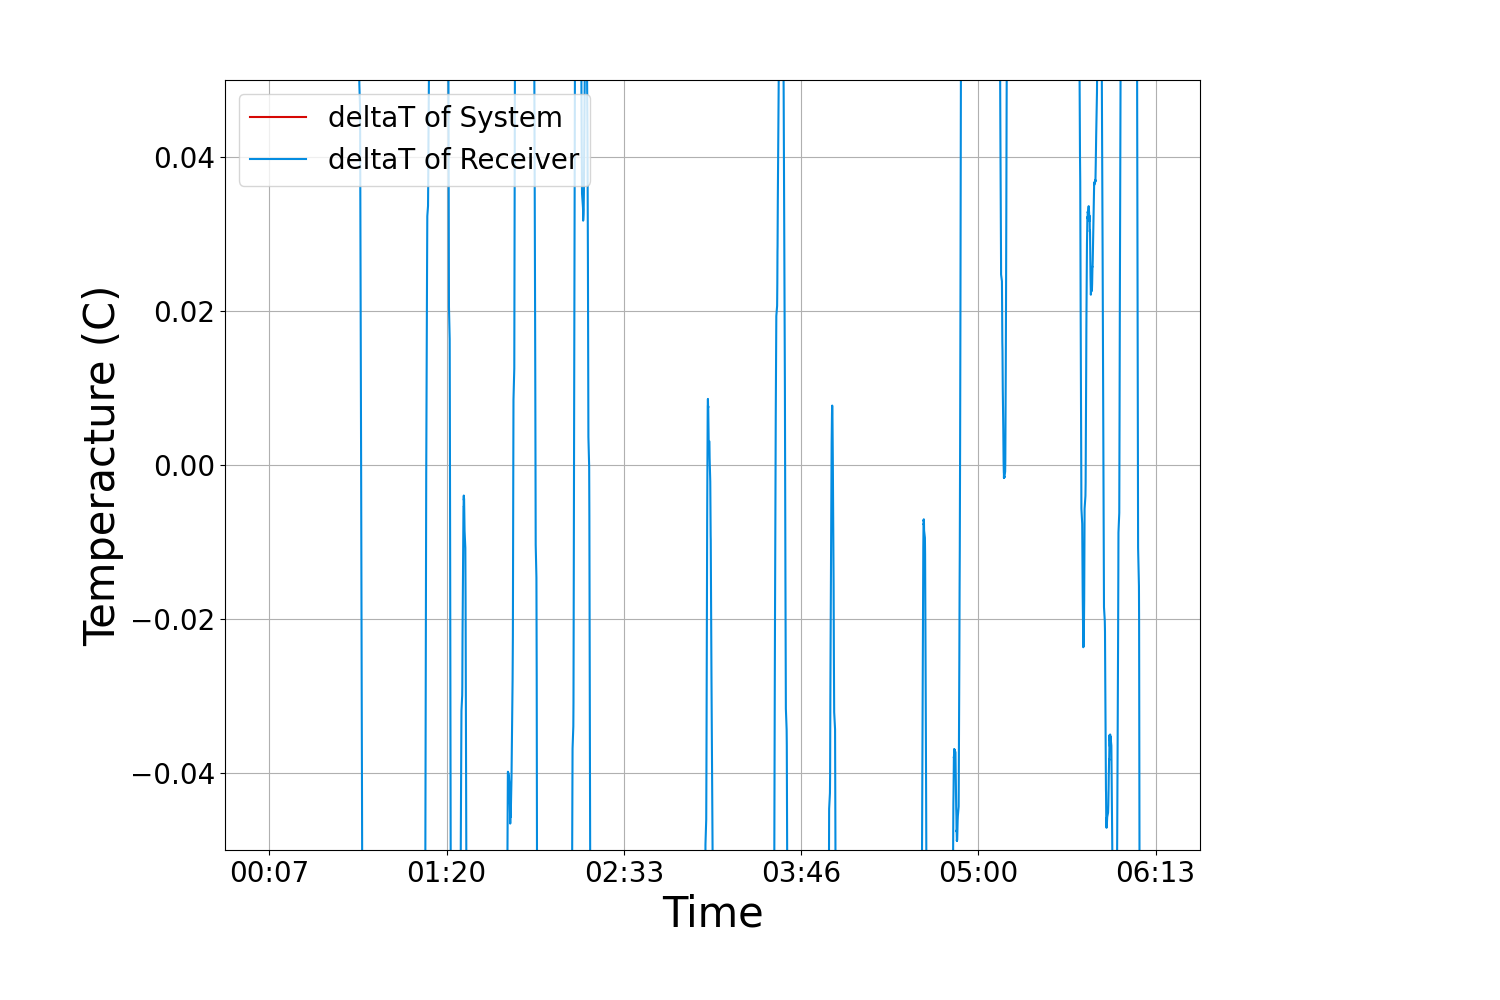 deltaT of System
deltaT of Receiver
0.04
0.02
0.00
−0.02
−0.04
Temperacture (C)
00:07 01:20 02:33 03:46 05:00 06:13
Time